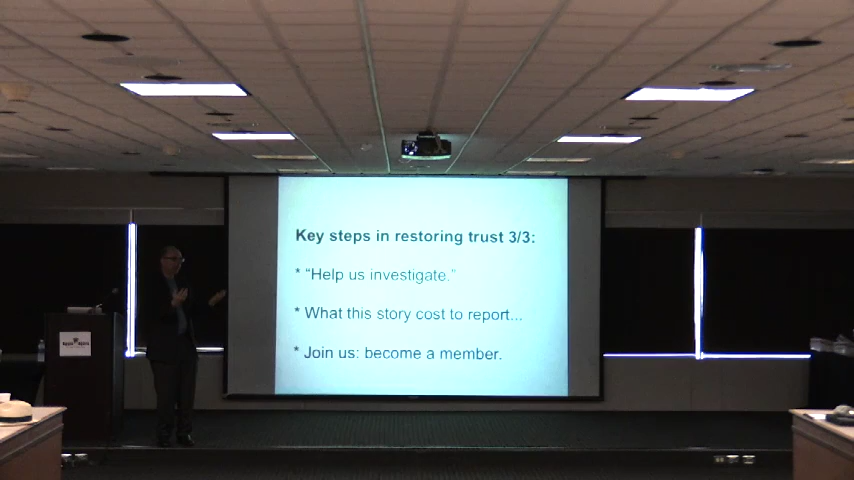 Key steps in restoring trust 3/3:
* “Help us investigate.”
* What this story cost to report...
* Join us: become a member.